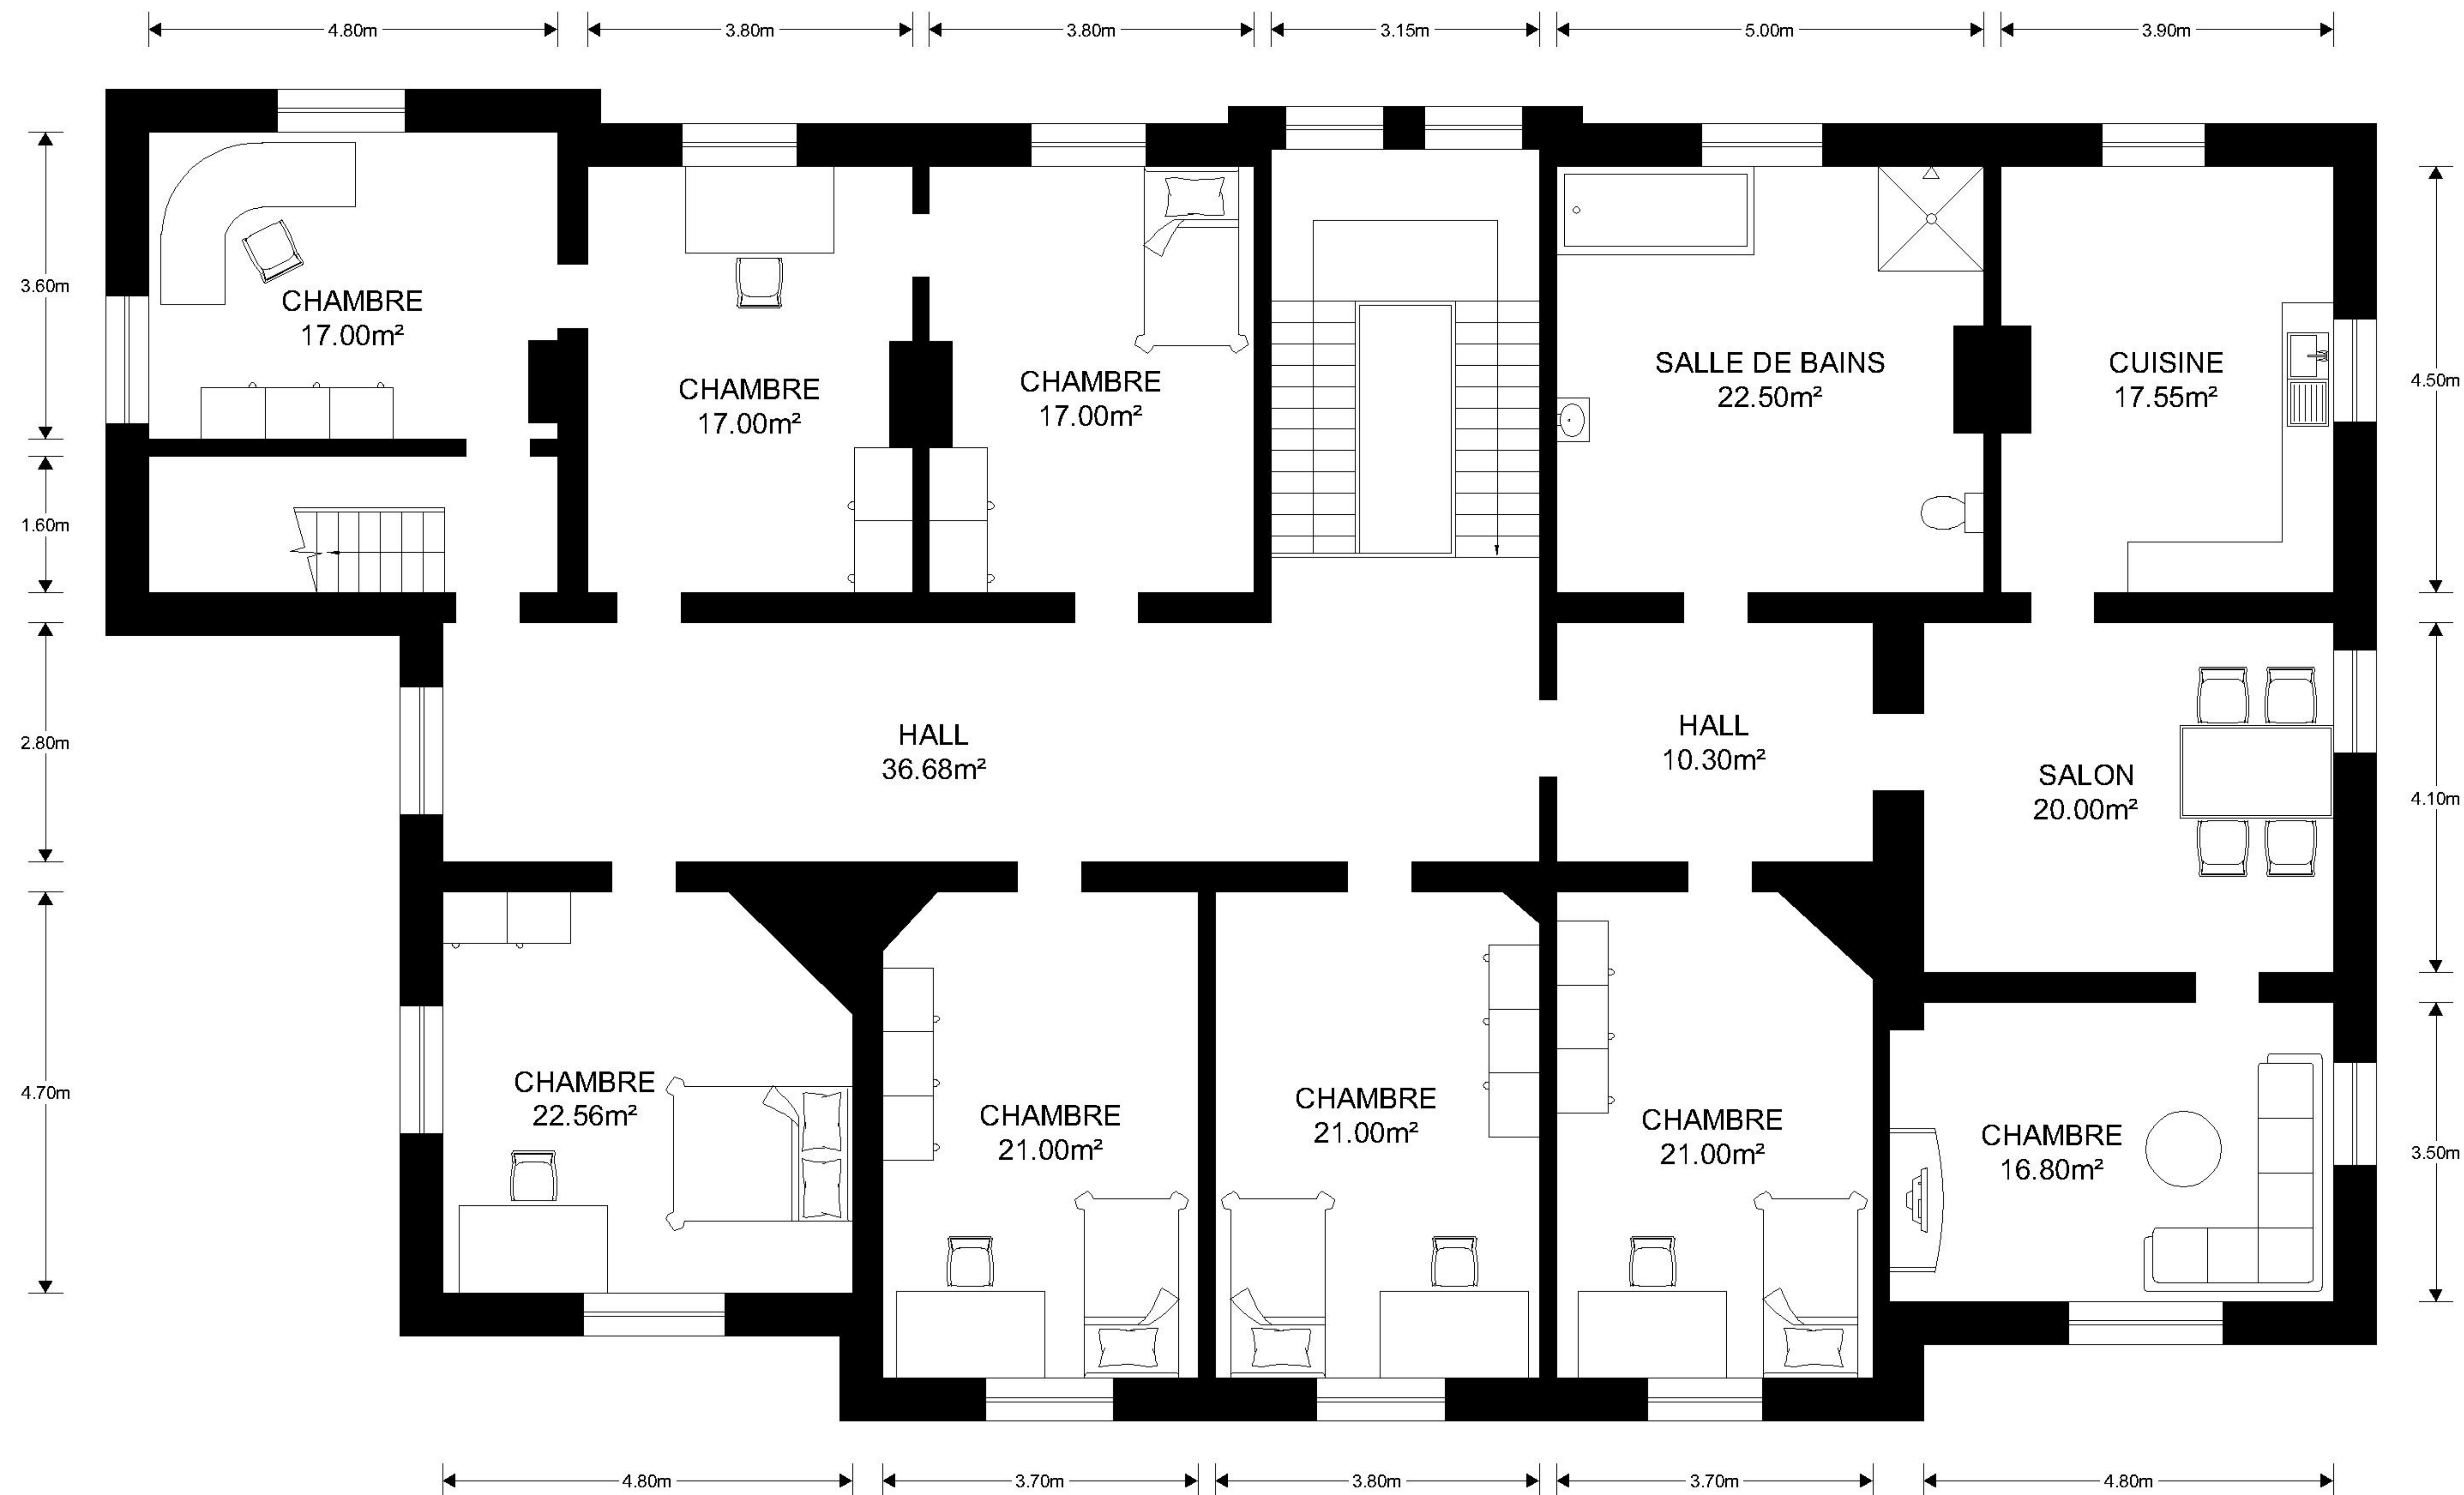 4.80m
3.80m
3.80m
3.15m
5.00m
3.90m
3.60m
CHAMBRE
17.00m²
CHAMBRE
17.00m²
CHAMBRE
17.00m²
SALLE DE BAINS
22.50m²
CUISINE
17.55m²
4.50m
1.60m
2.80m
HALL
36.68m²
HALL
10.30m²
SALON
20.00m²
4.10m
4.70m
CHAMBRE
22.56m²
CHAMBRE
21.00m²
CHAMBRE
21.00m²
CHAMBRE
21.00m²
CHAMBRE
16.80m²
3.50m
4.80m
3.70m
3.80m
3.70m
4.80m